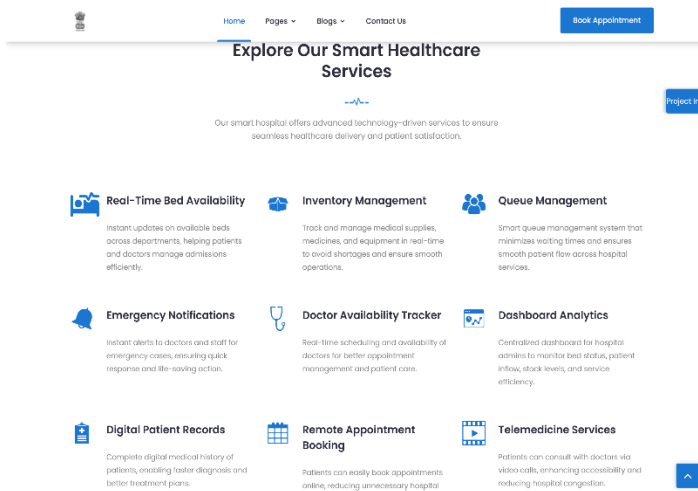 Home Pages Blogs Contact Us Book Appointment
Explore Our Smart Healthcare
Services
Project In
Our smart hospital offers advanced technology-driven services to ensure
seamless healthcare delivery and patient satisfaction.
Real-Time Bed Availability
Instant updates on available beds
across departments, helping patients
and doctors manage admissions
efficiently.
Inventory Management
Track and manage medical supplies,
medicines, and equipment in real-time
to avoid shortages and ensure smooth
operations.
Queue Management
Smart queue management system that
minimizes waiting times and ensures
smooth patient flow across hospital
services.
Emergency Notifications
Instant alerts to doctors and staff for
emergency cases, ensuring quick
response and life-saving action.
Doctor Availability Tracker
Real-time scheduling and availability of
doctors for better appointment
management and patient care.
Dashboard Analytics
Centralized dashboard for hospital
admins to monitor bed status, patient
inflow, stock levels, and service
efficiency.
Digital Patient Records
Complete digital medical history of
patients, enabling faster diagnosis and
better treatment plans.
Remote Appointment
Booking
Patients can easily book appointments
online, reducing unnecessary hospital
Telemedicine Services
Patients can consult with doctors via
video calls, enhancing accessibility and
reducing hospital congestion.